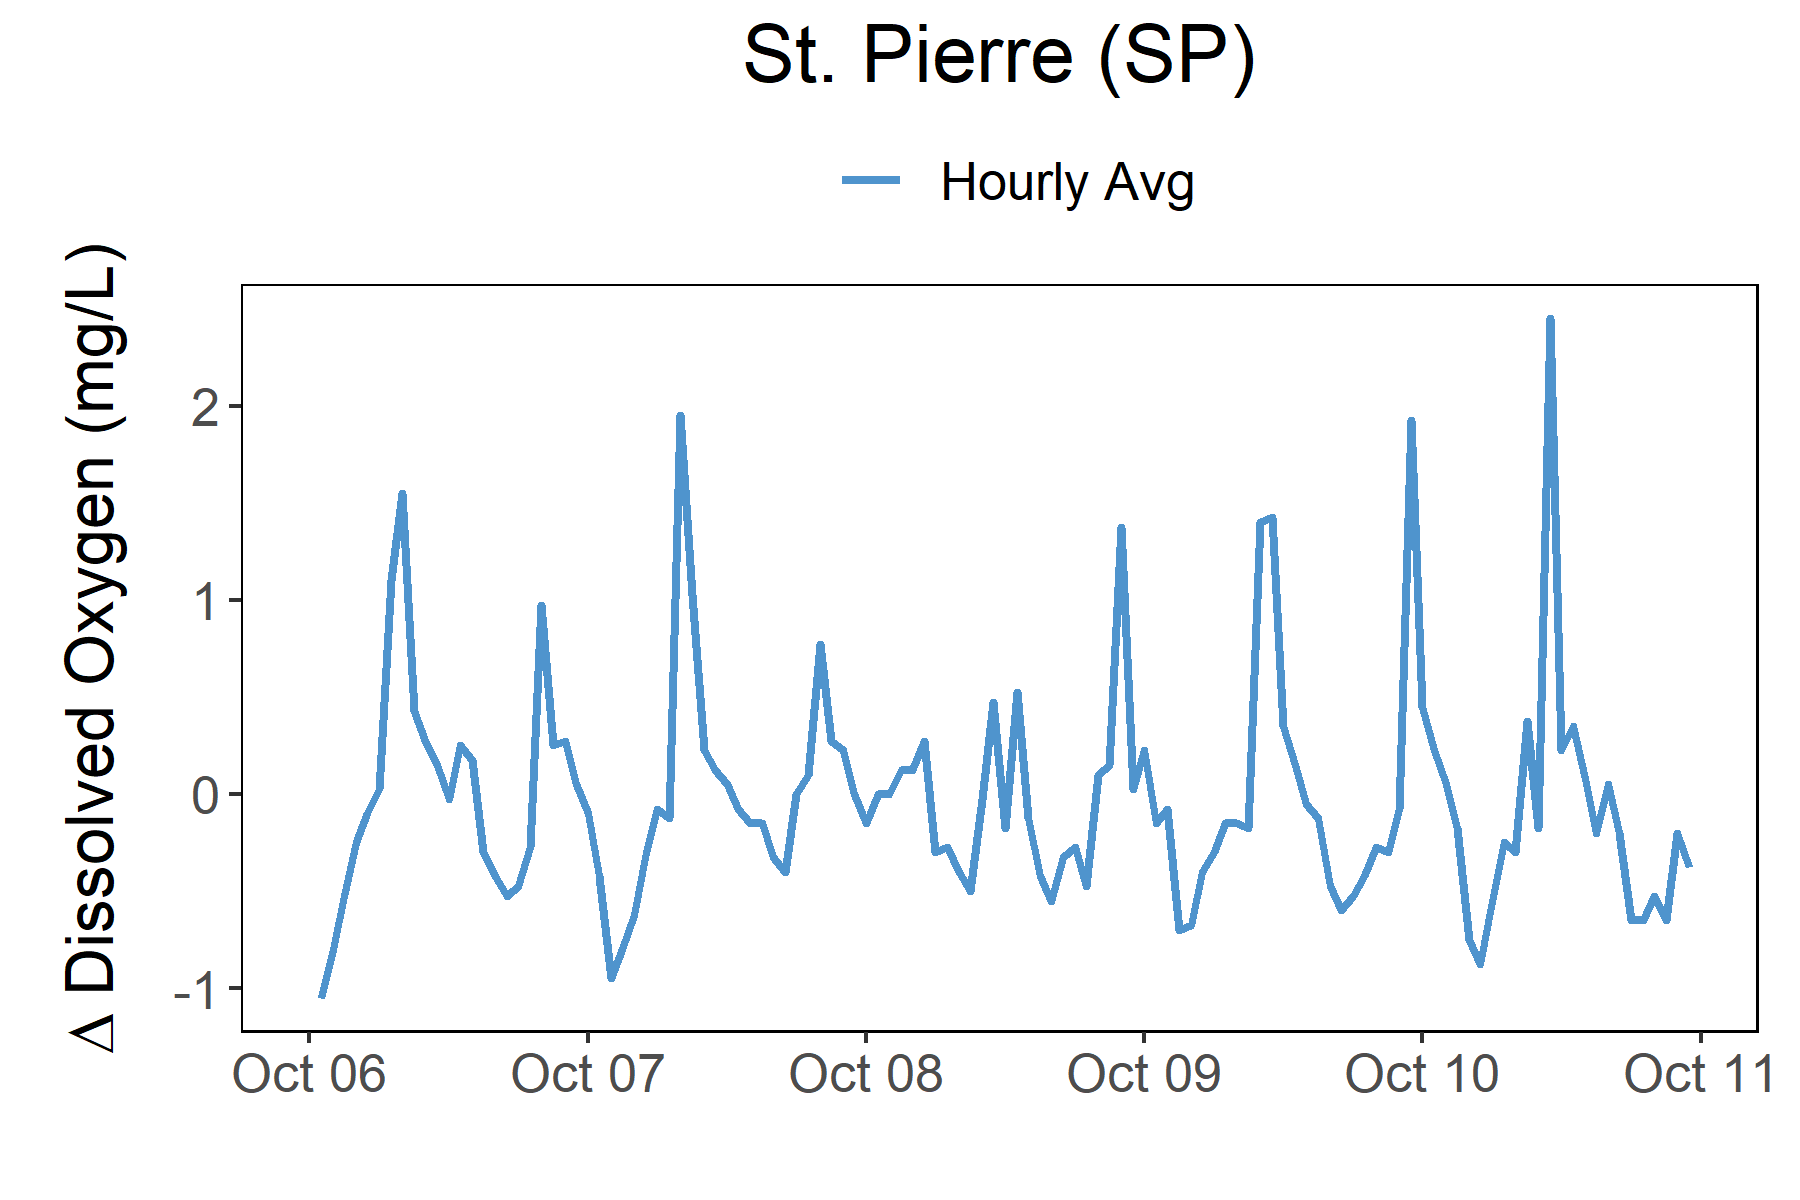 St. Pierre (SP)
Hourly Avg
Δ Dissolved Oxygen (mg/L)
2
1
0
-1
Oct 06 Oct 07 Oct 08 Oct 09 Oct 10 Oct 11